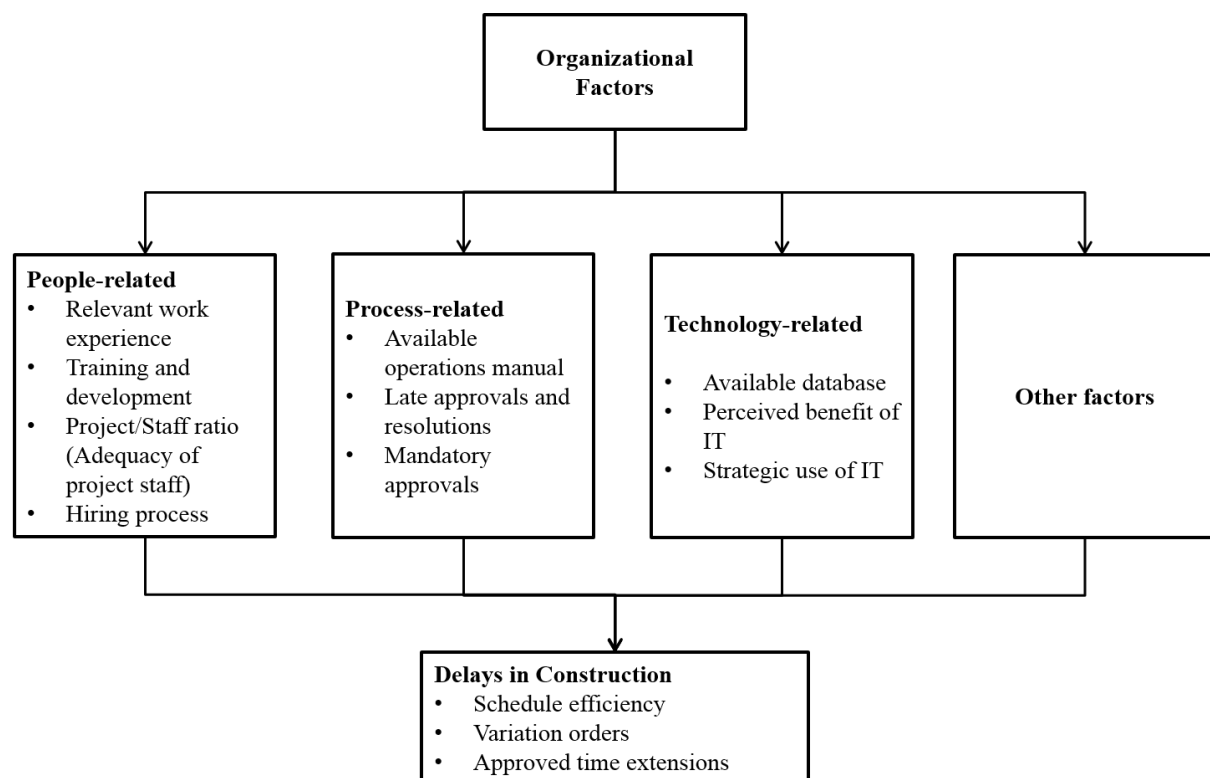 Organizational
Factors
People-related
• Relevant work
experience
• Training and
development
• Project/Staff ratio
(Adequacy of
project staff)
• Hiring process
Process-related
• Available
operations manual
• Late approvals and
resolutions
• Mandatory
approvals
Technology-related
• Available database
• Perceived benefit of
IT
• Strategic use of IT
Other factors
Delays in Construction
• Schedule efficiency
• Variation orders
• Approved time extensions